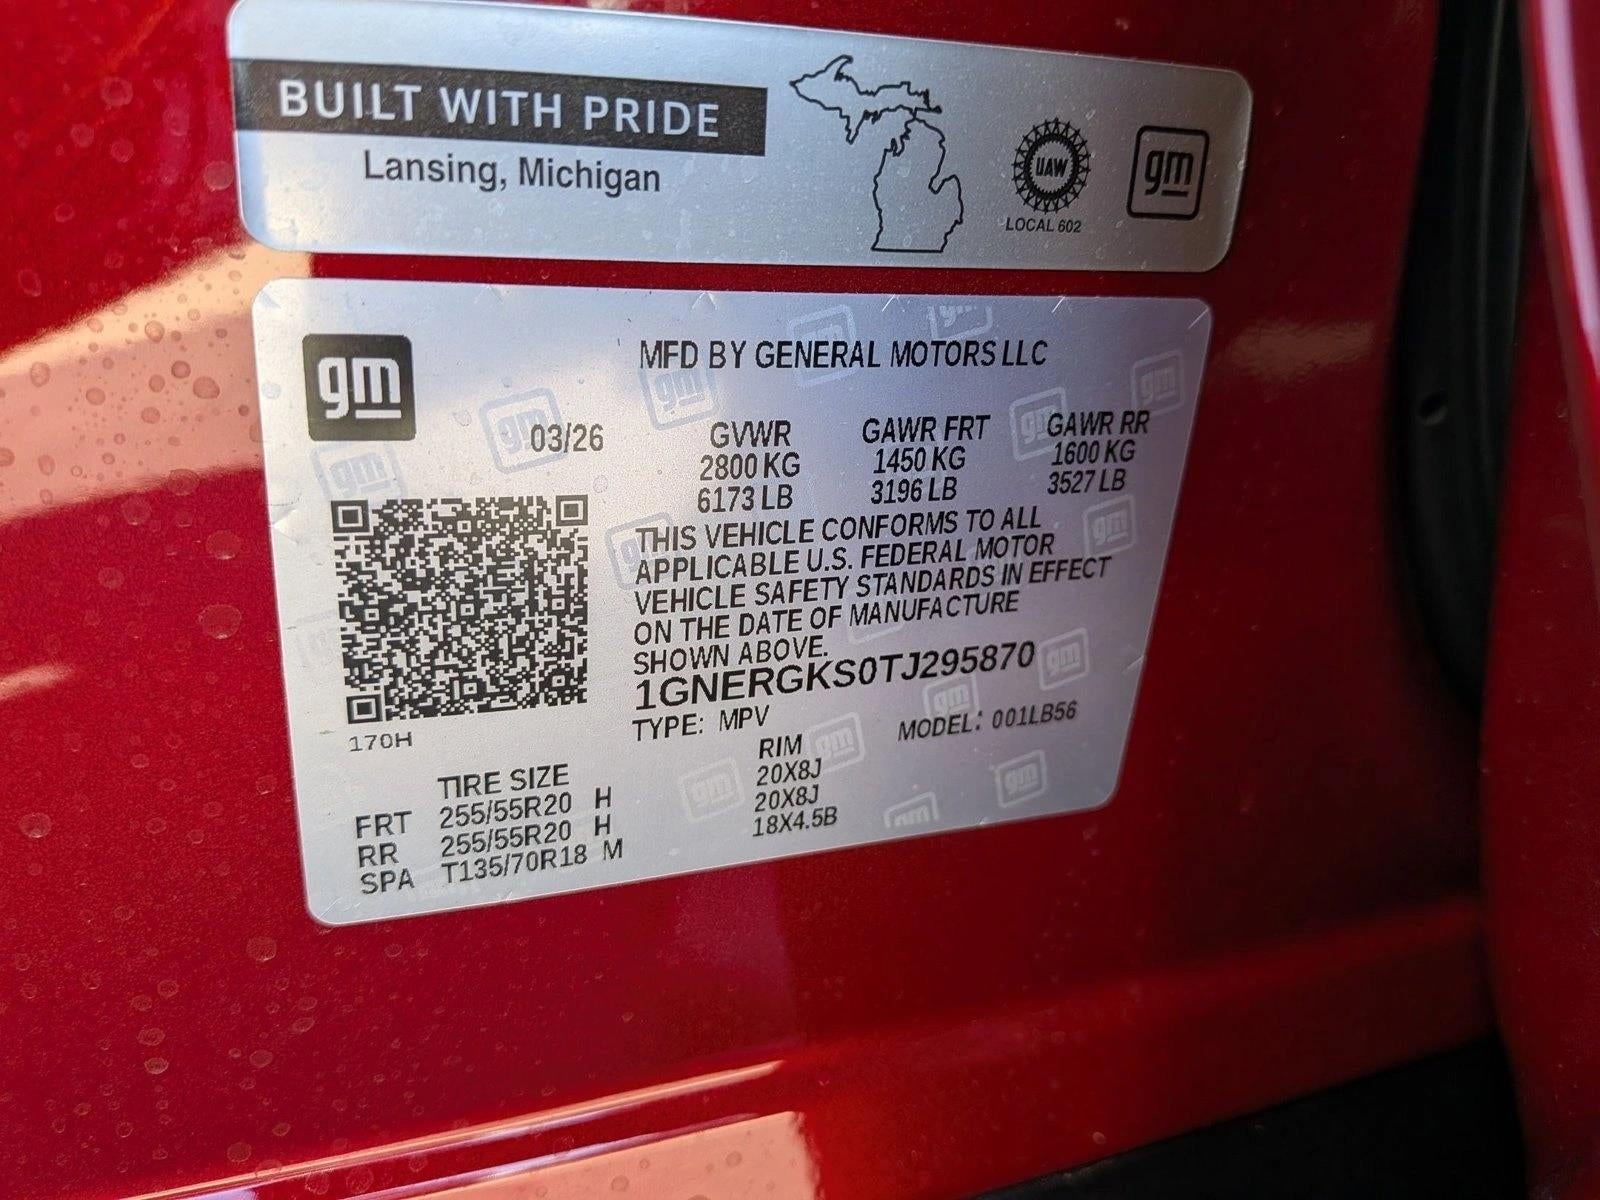 BUILT WITH PRIDE
Lansing, Michigan
UAW
LOCAL 602
gm
gm
MFD BY GENERAL MOTORS LLC
03/26 GVWR GAWR FRT GAWR RR
2800 KG 1450 KG 1600 KG
6173 LB 3196 LB 3527 LB
THIS VEHICLE CONFORMS TO ALL
APPLICABLE U.S. FEDERAL MOTOR
VEHICLE SAFETY STANDARDS IN EFFECT
ON THE DATE OF MANUFACTURE
SHOWN ABOVE.
1GNERGKS0TJ295870
TYPE: MPV MODEL: 001LB56
170H
TIRE SIZE RIM
FRT 255/55R20 H 20X8J
RR 255/55R20 H 20X8J
SPA T135/70R18 M 18X4.5B